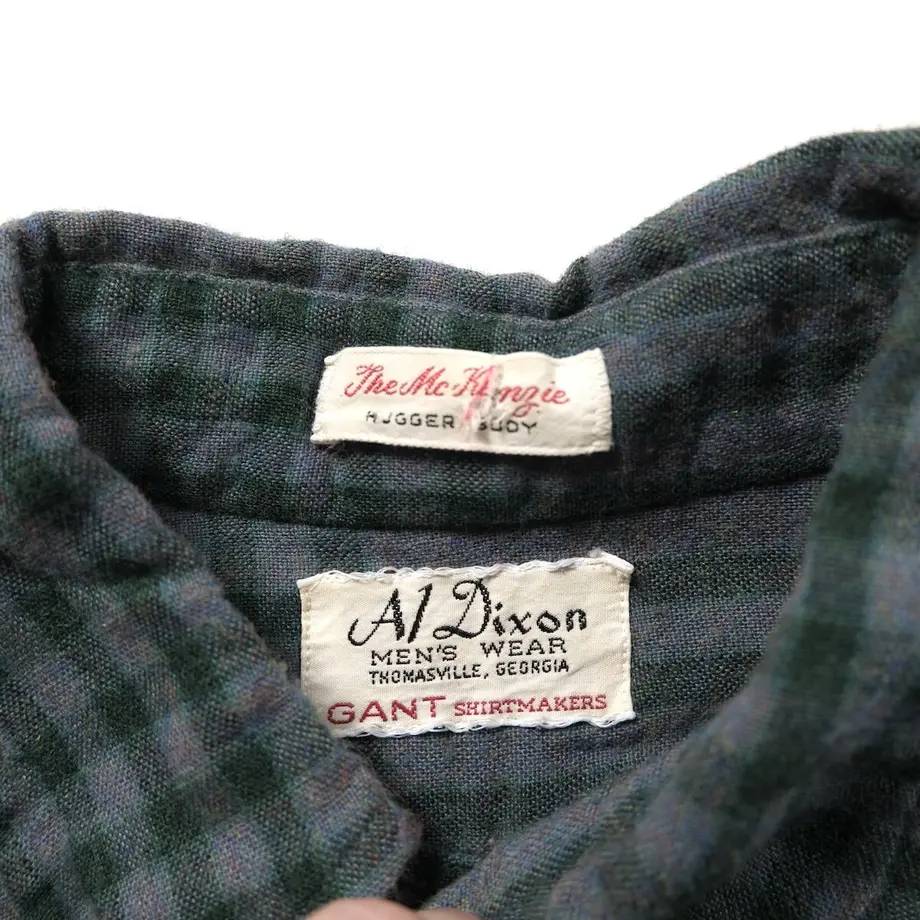 The McKenzie
HUGGER BODY
Al Dixon
MEN'S WEAR
THOMASVILLE, GEORGIA
GANT SHIRTMAKERS